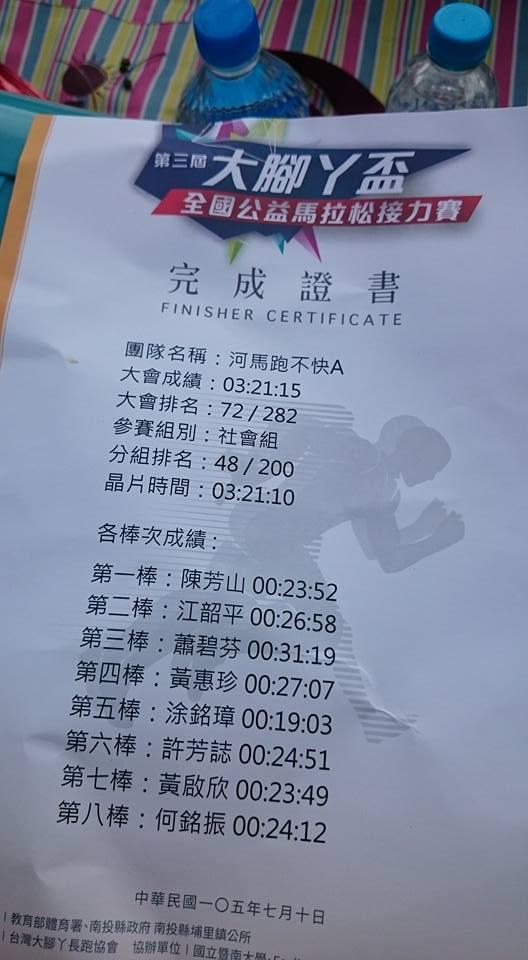 第三屆 大腳丫盃
全國公益馬拉松接力賽
完成證書
FINISHER CERTIFICATE
團隊名稱：河馬跑不快A
大會成績：03:21:15
大會排名：72 / 282
參賽組別：社會組
分組排名：48 / 200
晶片時間：03:21:10
各棒次成績：
第一棒：陳芳山 00:23:52
第二棒：江韶平 00:26:58
第三棒：蕭碧芬 00:31:19
第四棒：黃惠珍 00:27:07
第五棒：涂銘璋 00:19:03
第六棒：許芳誌 00:24:51
第七棒：黃啟欣 00:23:49
第八棒：何銘振 00:24:12
中華民國一〇五年七月十日
| 教育部體育署、南投縣政府 南投縣埔里鎮公所
| 台灣大腳丫長跑協會 協辦單位 | 國立暨南大學、